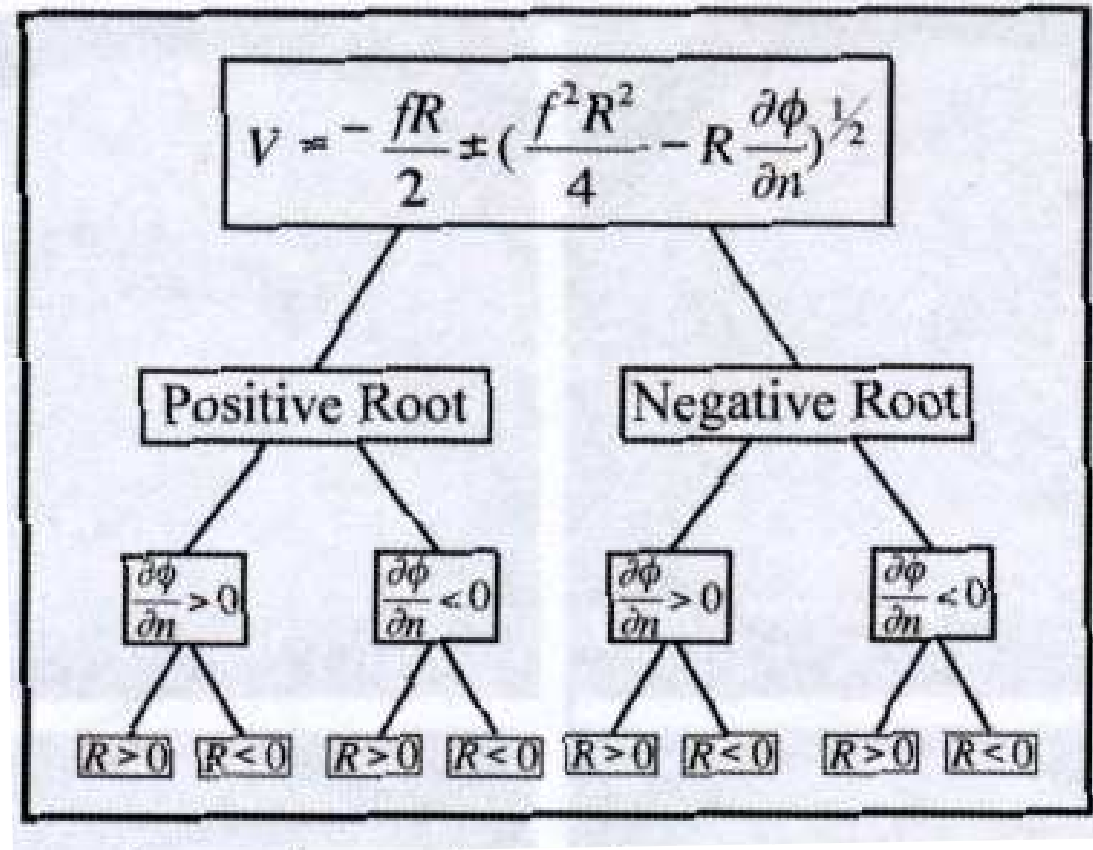 V = - fR/2 ± ( f²R²/4 - R ∂ϕ/∂n )^1/2
Positive Root Negative Root
∂ϕ/∂n > 0 ∂ϕ/∂n < 0 ∂ϕ/∂n > 0 ∂ϕ/∂n < 0
R > 0 R < 0 R > 0 R < 0 R > 0 R < 0 R > 0 R < 0